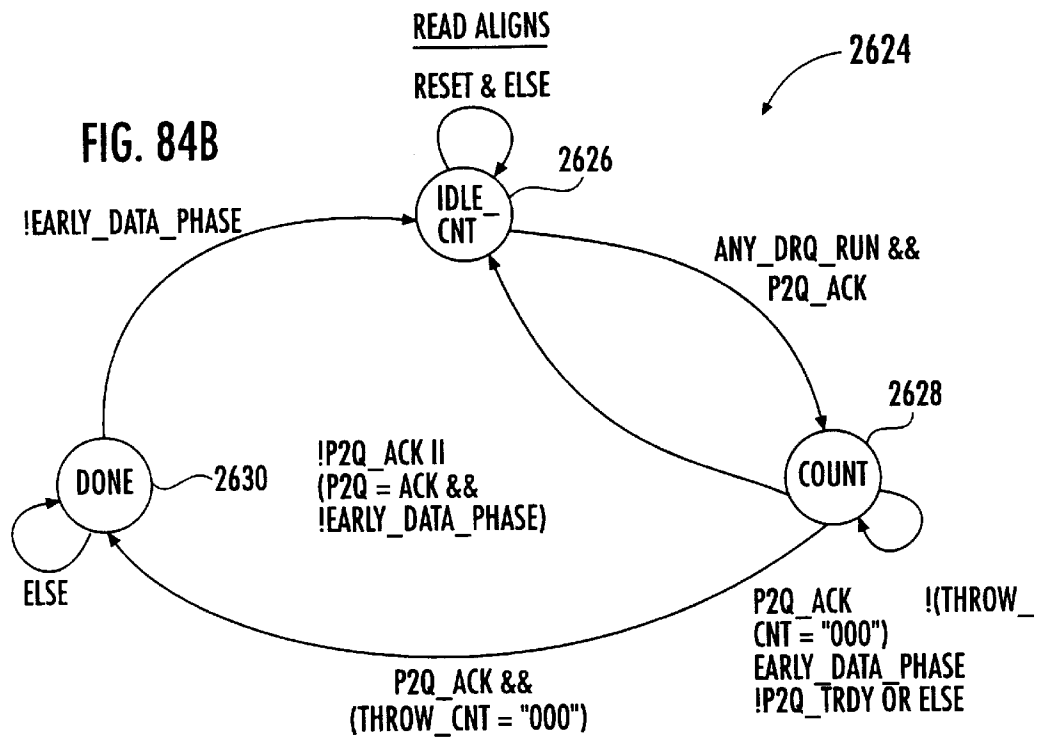 READ ALIGNS
2624
RESET & ELSE
FIG. 84B
2626
IDLE_
CNT
!EARLY_DATA_PHASE
ANY_DRQ_RUN &&
P2Q_ACK
2628
COUNT
DONE
2630
!P2Q_ACK II
(P2Q = ACK &&
!EARLY_DATA_PHASE)
ELSE
P2Q_ACK !(THROW_
CNT = "000")
EARLY_DATA_PHASE
!P2Q_TRDY OR ELSE
P2Q_ACK &&
(THROW_CNT = "000")